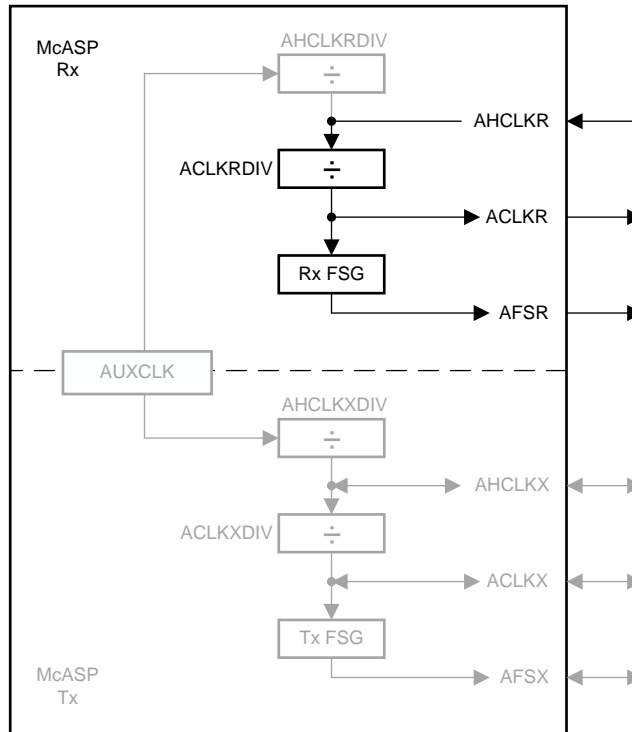 McASP
Rx
AHCLKRDIV
÷
AHCLKR
ACLKRDIV
÷
ACLKR
Rx FSG
AFSR
AUXCLK
AHCLKXDIV
÷
AHCLKX
ACLKXDIV
÷
ACLKX
Tx FSG
McASP
Tx
AFSX